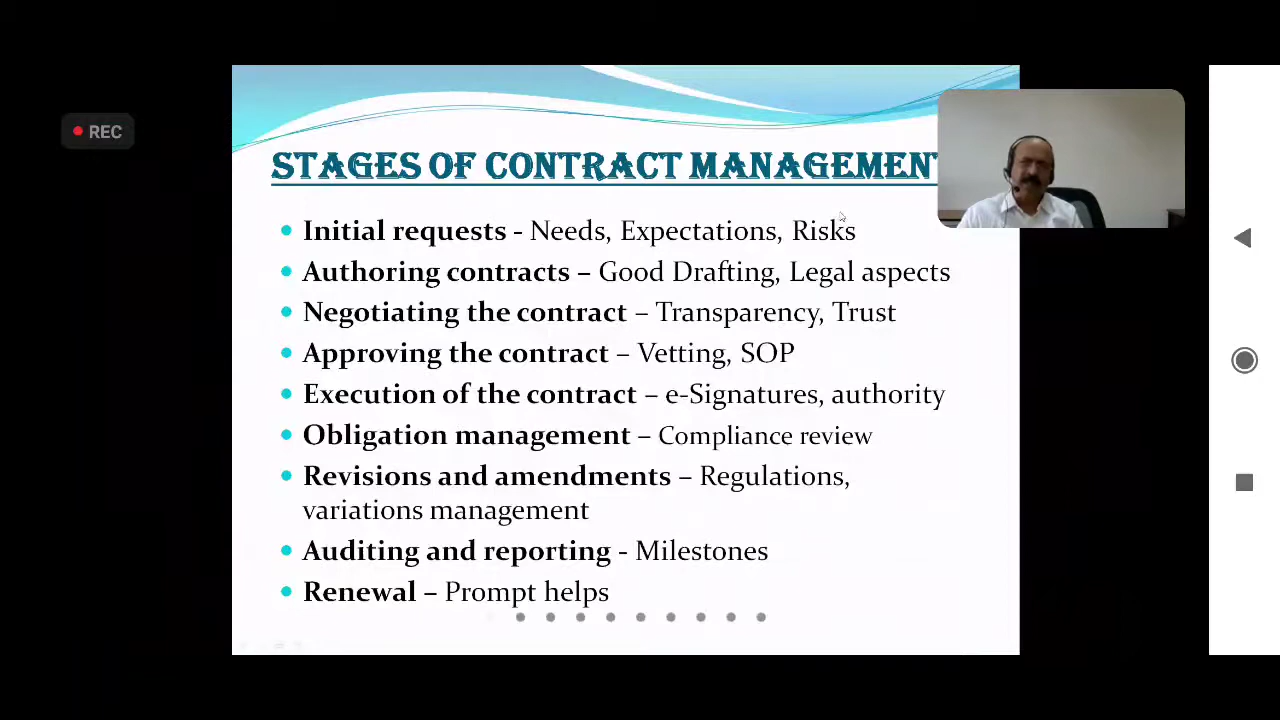 REC
STAGES OF CONTRACT MANAGEMENT
• Initial requests - Needs, Expectations, Risks
• Authoring contracts – Good Drafting, Legal aspects
• Negotiating the contract – Transparency, Trust
• Approving the contract – Vetting, SOP
• Execution of the contract – e-Signatures, authority
• Obligation management – Compliance review
• Revisions and amendments – Regulations,
variations management
• Auditing and reporting - Milestones
• Renewal – Prompt helps